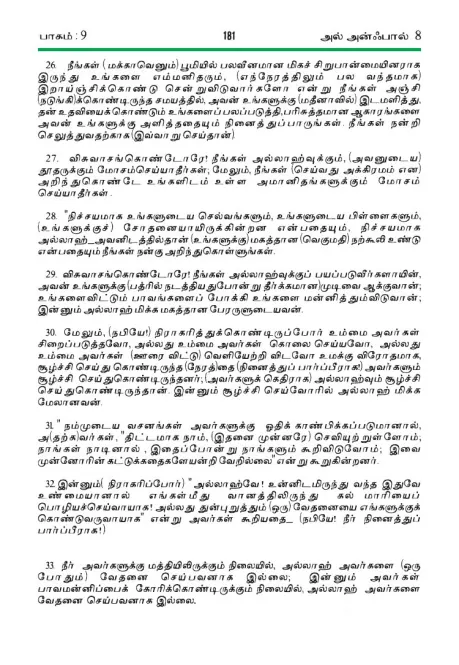 பாகம் : 9 181 அல் அன்ஃபால் 8
26. நீங்கள் (மக்காவெனும்) பூமியில் பலவீனமான மிகச் சிறுபான்மையினராக
இருந்து உங்களை எம்மனிதரும், (எந்நேரத்திலும் பல வந்தமாக)
இறாய்ஞ்சிக்கொண்டு சென்றுவிடுவார்களோ என்று நீங்கள் அஞ்சி
(நடுங்கி)க்கொண்டிருந்த சமயத்தில், அவன் உங்களுக்கு (மதீனாவில்) இடமளித்து,
தன் உதவியைக்கொண்டும் உங்களைப் பலப்படுத்தி, பரிசுத்தமான ஆகாரங்களை
அவன் உங்களுக்கு அளித்ததையும் நினைத்துப்பாருங்கள். நீங்கள் நன்றி
செலுத்துவதற்காக (இவ்வாறு செய்தான்).
27. விசுவாசங்கொண்டோரே! நீங்கள் அல்லாஹ்வுக்கும், (அவனுடைய)
தூதருக்கும் மோசம்செய்யாதீர்கள்; மேலும், நீங்கள் (செய்வது அக்கிரமம் என)
அறிந்துகொண்டே உங்களிடம் உள்ள அமானிதங்களுக்கும் மோசம்
செய்யாதீர்கள்.
28. "நிச்சயமாக உங்களுடைய செல்வங்களும், உங்களுடைய பிள்ளைகளும்,
(உங்களுக்குச்) சோதனையாயிருக்கின்றன என்பதையும், நிச்சயமாக
அல்லாஹ்_அவனிடத்தில்தான் (உங்களுக்கு) மகத்தான (வெகுமதி) நற்கூலி உண்டு
என்பதையும் நீங்கள் நன்கு அறிந்துகொள்ளுங்கள்.
29. விசுவாசங்கொண்டோரே! நீங்கள் அல்லாஹ்வுக்குப் பயப்படுவீர்களாயின்,
அவன் உங்களுக்கு (பத்ரில் நடத்தியதுபோன்று தீர்க்கமான)முடிவை ஆக்குவான்;
உங்களைவிட்டும் பாவங்களைப் போக்கி உங்களை மன்னித்தும்விடுவான்;
இன்னும் அல்லாஹ் மிக்க மகத்தான பேரருளுடையவன்.
30. மேலும், (நபியே!) நிராகரித்துக்கொண்டிருப்போர் உம்மை அவர்கள்
சிறைப்படுத்தவோ, அல்லது உம்மை அவர்கள் கொலை செய்யவோ, அல்லது
உம்மை அவர்கள் (ஊரை விட்டு) வெளியேற்றி விடவோ உமக்கு விரோதமாக,
சூழ்ச்சி செய்து கொண்டிருந்த (நேரத்)தை (நினைத்துப் பார்ப்பீராக!) அவர்களும்
சூழ்ச்சி செய்துகொண்டிருந்தனர்; (அவர்களுக் கெதிராக) அல்லாஹ்வும் சூழ்ச்சி
செய்துகொண்டிருந்தான். இன்னும் சூழ்ச்சி செய்வோரில் அல்லாஹ் மிக்க
மேலானவன்.
31. " நம்முடைய வசனங்கள் அவர்களுக்கு ஓதிக் காண்பிக்கப்படுமானால்,
அ(தற்க)வர்கள், "திட்டமாக நாம், (இதனை முன்னரே) செவியுற்றுள்ளோம்;
நாங்கள் நாடினால், இதைப்போன்று நாங்களும் கூறிவிடுவோம்; இவை
முன்னோரின் கட்டுக்கதைகளேயன்றி வேறில்லை" என்று கூறுகின்றனர்.
32. இன்னும்( நிராகரிப்போர்) "அல்லாஹ்வே! உன்னிடமிருந்து வந்த இதுவே
உண்மையானால் எங்கள்மீது வானத்திலிருந்து கல் மாரியைப்
பொழியச்செய்வாயாக! அல்லது துன்புறுத்தும் (ஒரு) வேதனையை எங்களுக்குக்
கொண்டுவருவாயாக" என்று அவர்கள் கூறியதை_ (நபியே! நீர் நினைத்துப்
பார்ப்பீராக!)
33. நீர் அவர்களுக்கு மத்தியிலிருக்கும் நிலையில், அல்லாஹ் அவர்களை (ஒரு
போதும்) வேதனை செய்பவனாக இல்லை; இன்னும் அவர்கள்
பாவமன்னிப்பைக் கோரிக்கொண்டிருக்கும் நிலையில், அல்லாஹ் அவர்களை
வேதனை செய்பவனாக இல்லை.